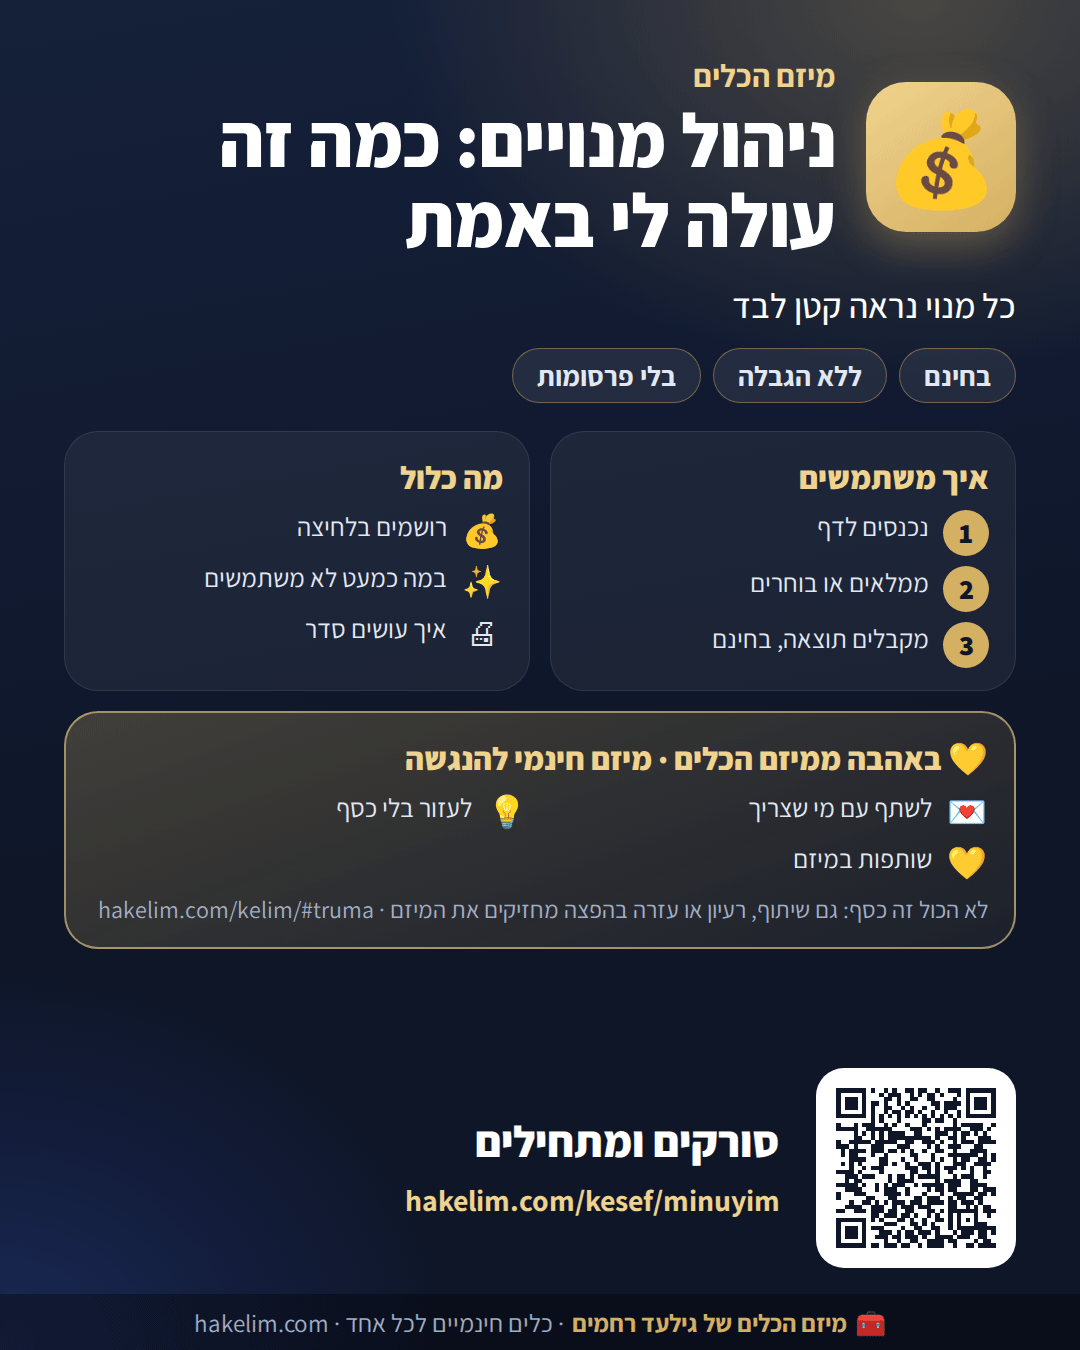 מיזם הכלים
ניהול מנויים: כמה זה
עולה לי באמת
כל מנוי נראה קטן לבד
בחינם
ללא הגבלה
בלי פרסומות
איך משתמשים
1 נכנסים לדף
2 ממלאים או בוחרים
3 מקבלים תוצאה, בחינם
מה כלול
רושמים בלחיצה
במה כמעט לא משתמשים
איך עושים סדר
באהבה ממיזם הכלים · מיזם חינמי להנגשה
לשתף עם מי שצריך
לעזור בלי כסף
שותפות במיזם
לא הכול זה כסף: גם שיתוף, רעיון או עזרה בהפצה מחזיקים את המיזם · hakelim.com/kelim/#truma
סורקים ומתחילים
hakelim.com/kesef/minuyim
מיזם הכלים של גילעד רחמים · כלים חינמיים לכל אחד · hakelim.com